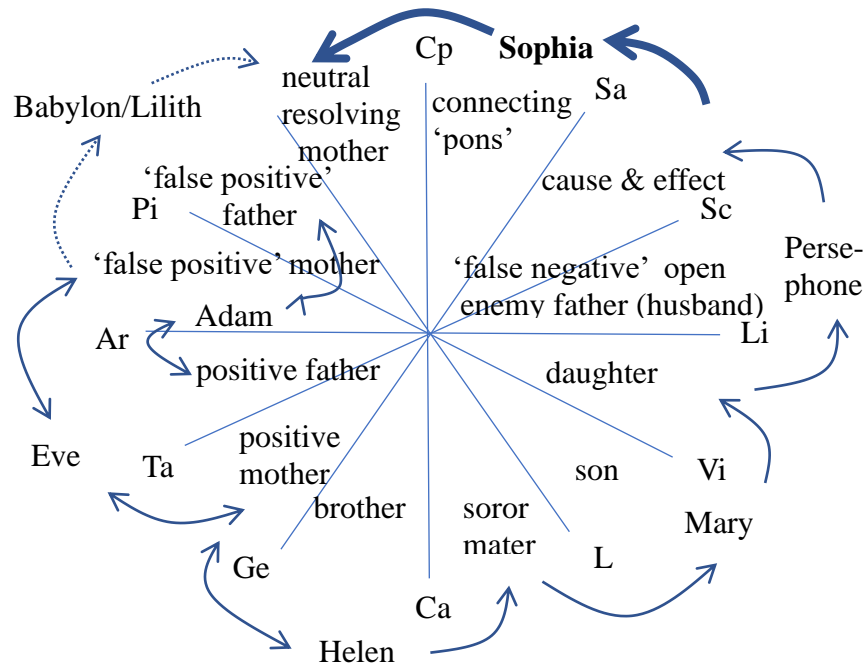 Cp
Sophia
neutral
resolving
mother
connecting
'pons'
Sa
Babylon/Lilith
'false positive'
father
Pi
cause & effect
Sc
'false positive' mother
'false negative' open
enemy father (husband)
Perse-
phone
Adam
Ar
Li
positive father
daughter
Eve
Ta
positive
mother
son
Vi
brother
soror
mater
Mary
Ge
L
Ca
Helen